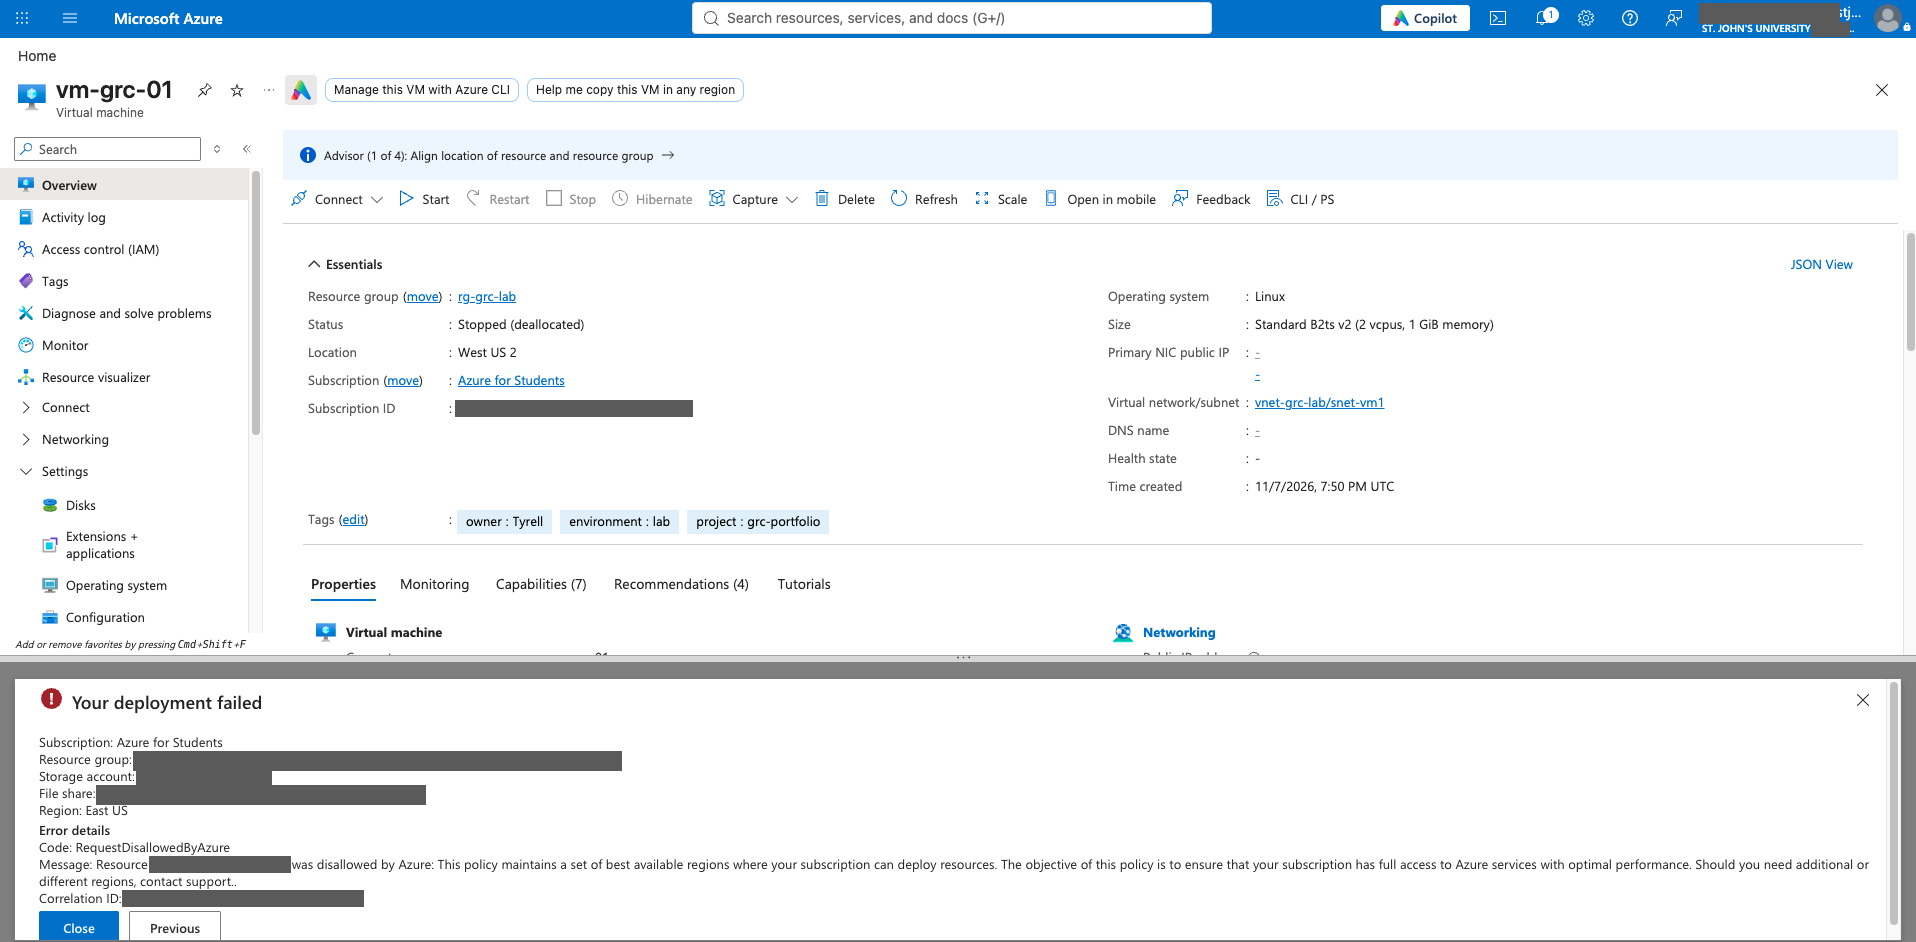 Microsoft Azure
Search resources, services, and docs (G+/)
Copilot
1
stj...
ST. JOHN'S UNIVERSITY
Home
vm-grc-01
Virtual machine
Manage this VM with Azure CLI
Help me copy this VM in any region
Search
Advisor (1 of 4): Align location of resource and resource group →
Overview
Activity log
Access control (IAM)
Tags
Diagnose and solve problems
Monitor
Resource visualizer
Connect
Networking
Settings
Disks
Extensions +
applications
Operating system
Configuration
Add or remove favorites by pressing Cmd+Shift+F
Connect
Start
Restart
Stop
Hibernate
Capture
Delete
Refresh
Scale
Open in mobile
Feedback
CLI / PS
Essentials
JSON View
Resource group (move) : rg-grc-lab
Status : Stopped (deallocated)
Location : West US 2
Subscription (move) : Azure for Students
Subscription ID :
Operating system : Linux
Size : Standard B2ts v2 (2 vcpus, 1 GiB memory)
Primary NIC public IP : -
-
Virtual network/subnet : vnet-grc-lab/snet-vm1
DNS name : -
Health state : -
Time created : 11/7/2026, 7:50 PM UTC
Tags (edit) : owner : Tyrell environment : lab project : grc-portfolio
Properties
Monitoring
Capabilities (7)
Recommendations (4)
Tutorials
Virtual machine
Networking
Your deployment failed
Subscription: Azure for Students
Resource group:
Storage account:
File share:
Region: East US
Error details
Code: RequestDisallowedByAzure
Message: Resource was disallowed by Azure: This policy maintains a set of best available regions where your subscription can deploy resources. The objective of this policy is to ensure that your subscription has full access to Azure services with optimal performance. Should you need additional or
different regions, contact support..
Correlation ID:
Close
Previous